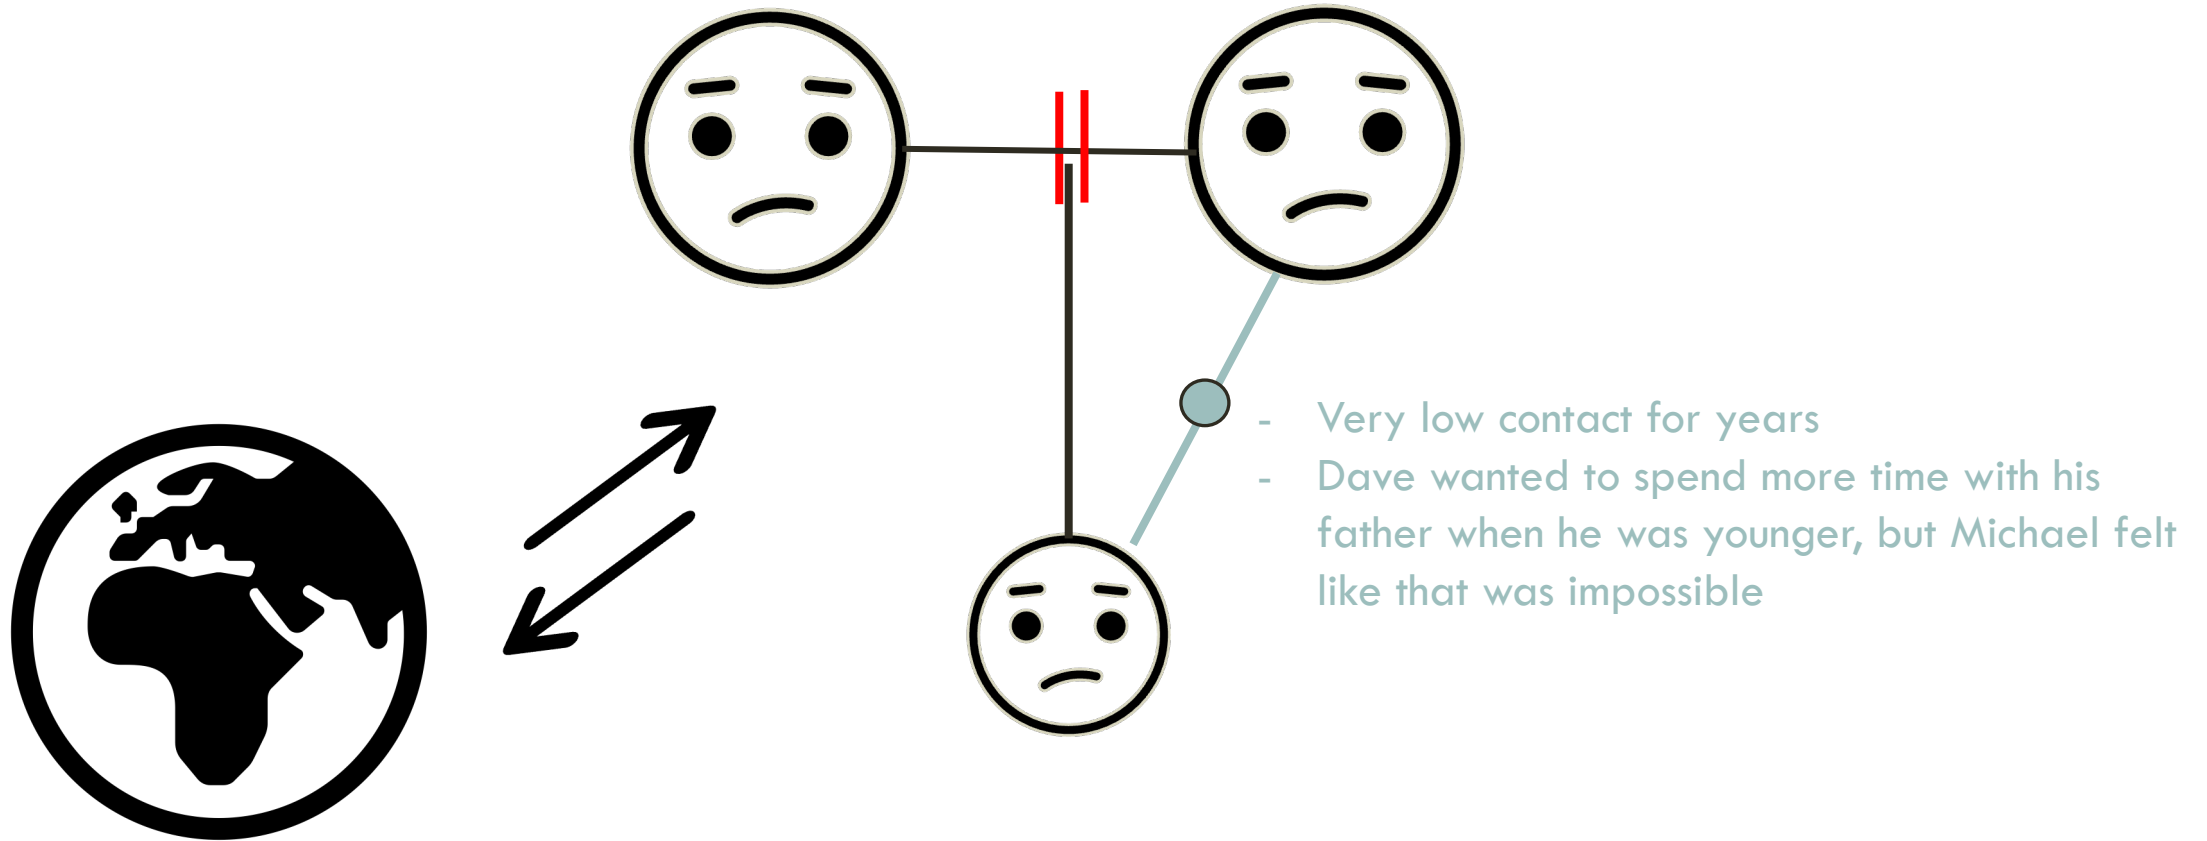 - Very low contact for years
- Dave wanted to spend more time with his
father when he was younger, but Michael felt
like that was impossible